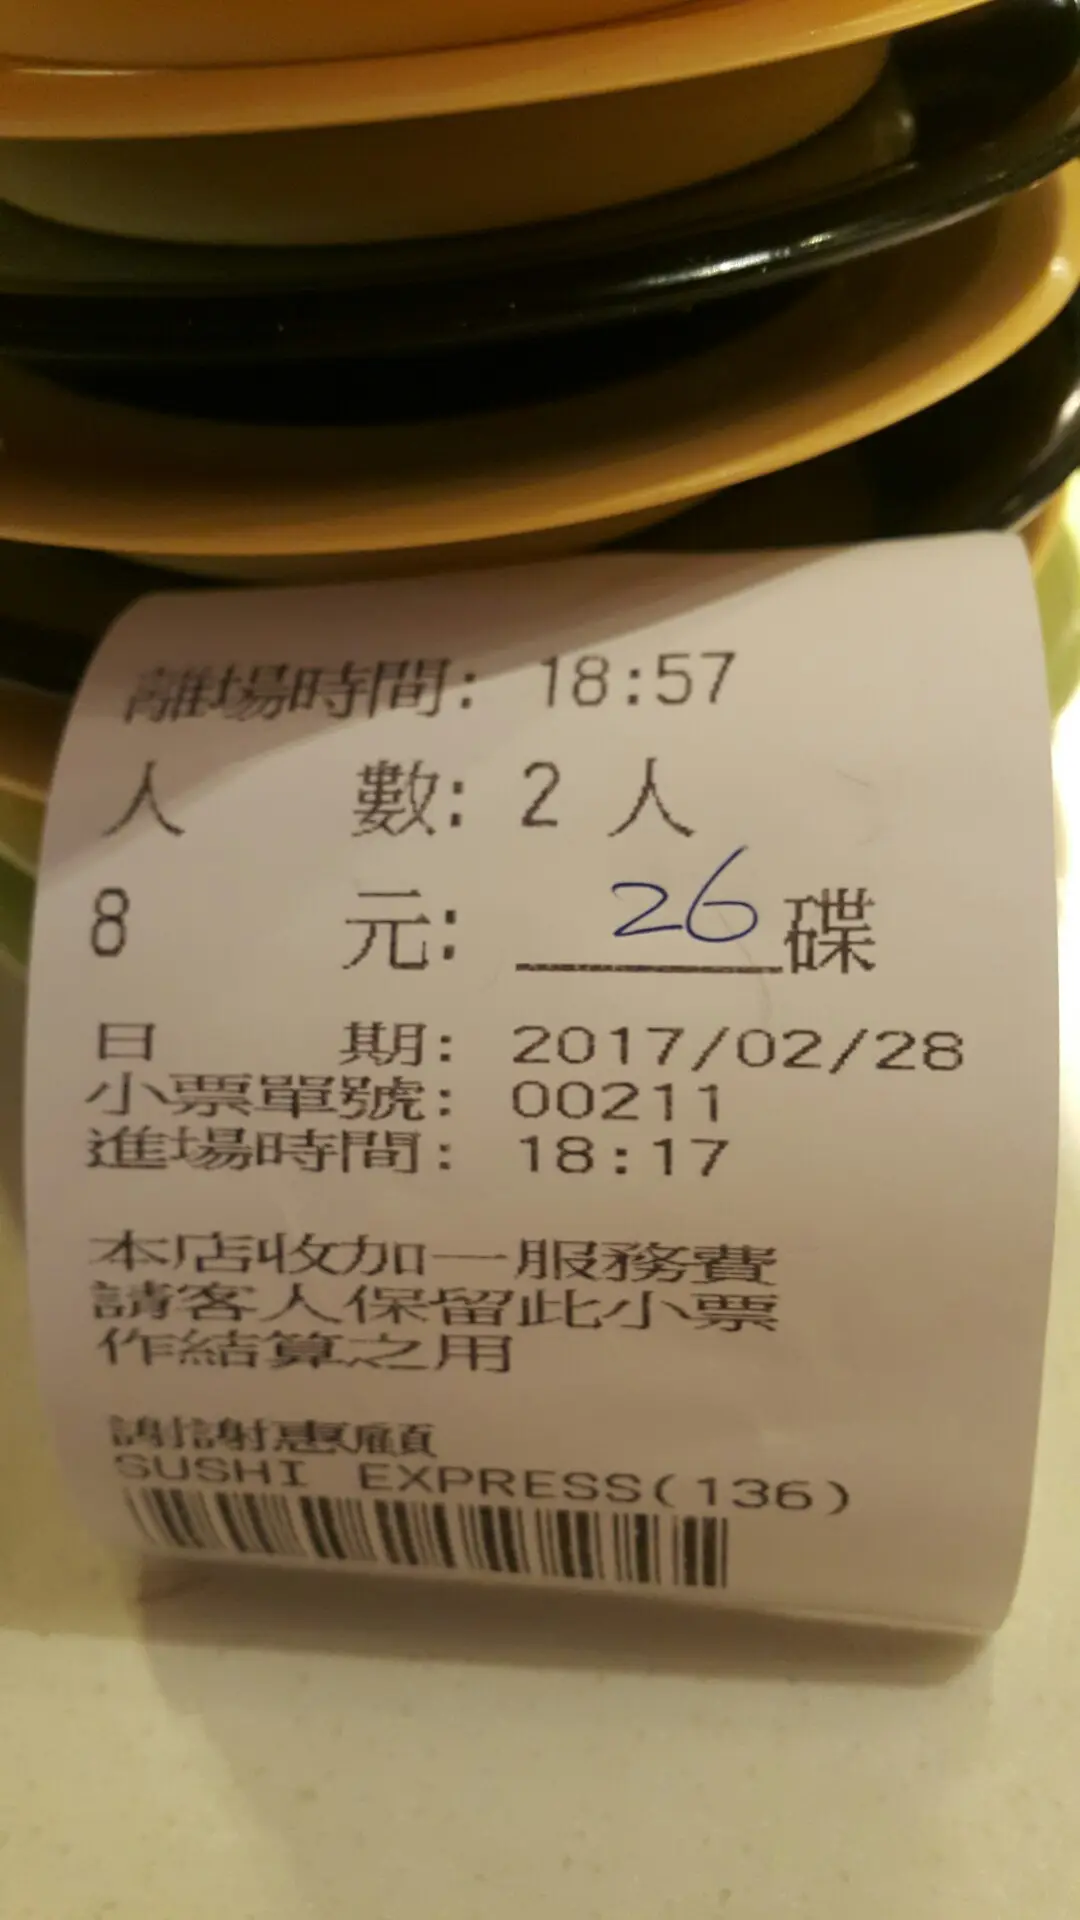 離場時間: 18:57
人 數: 2 人
8 元: 26 碟
日 期: 2017/02/28
小票單號: 00211
進場時間: 18:17
本店收加一服務費
請客人保留此小票
作結算之用
謝謝惠顧
SUSHI EXPRESS(136)